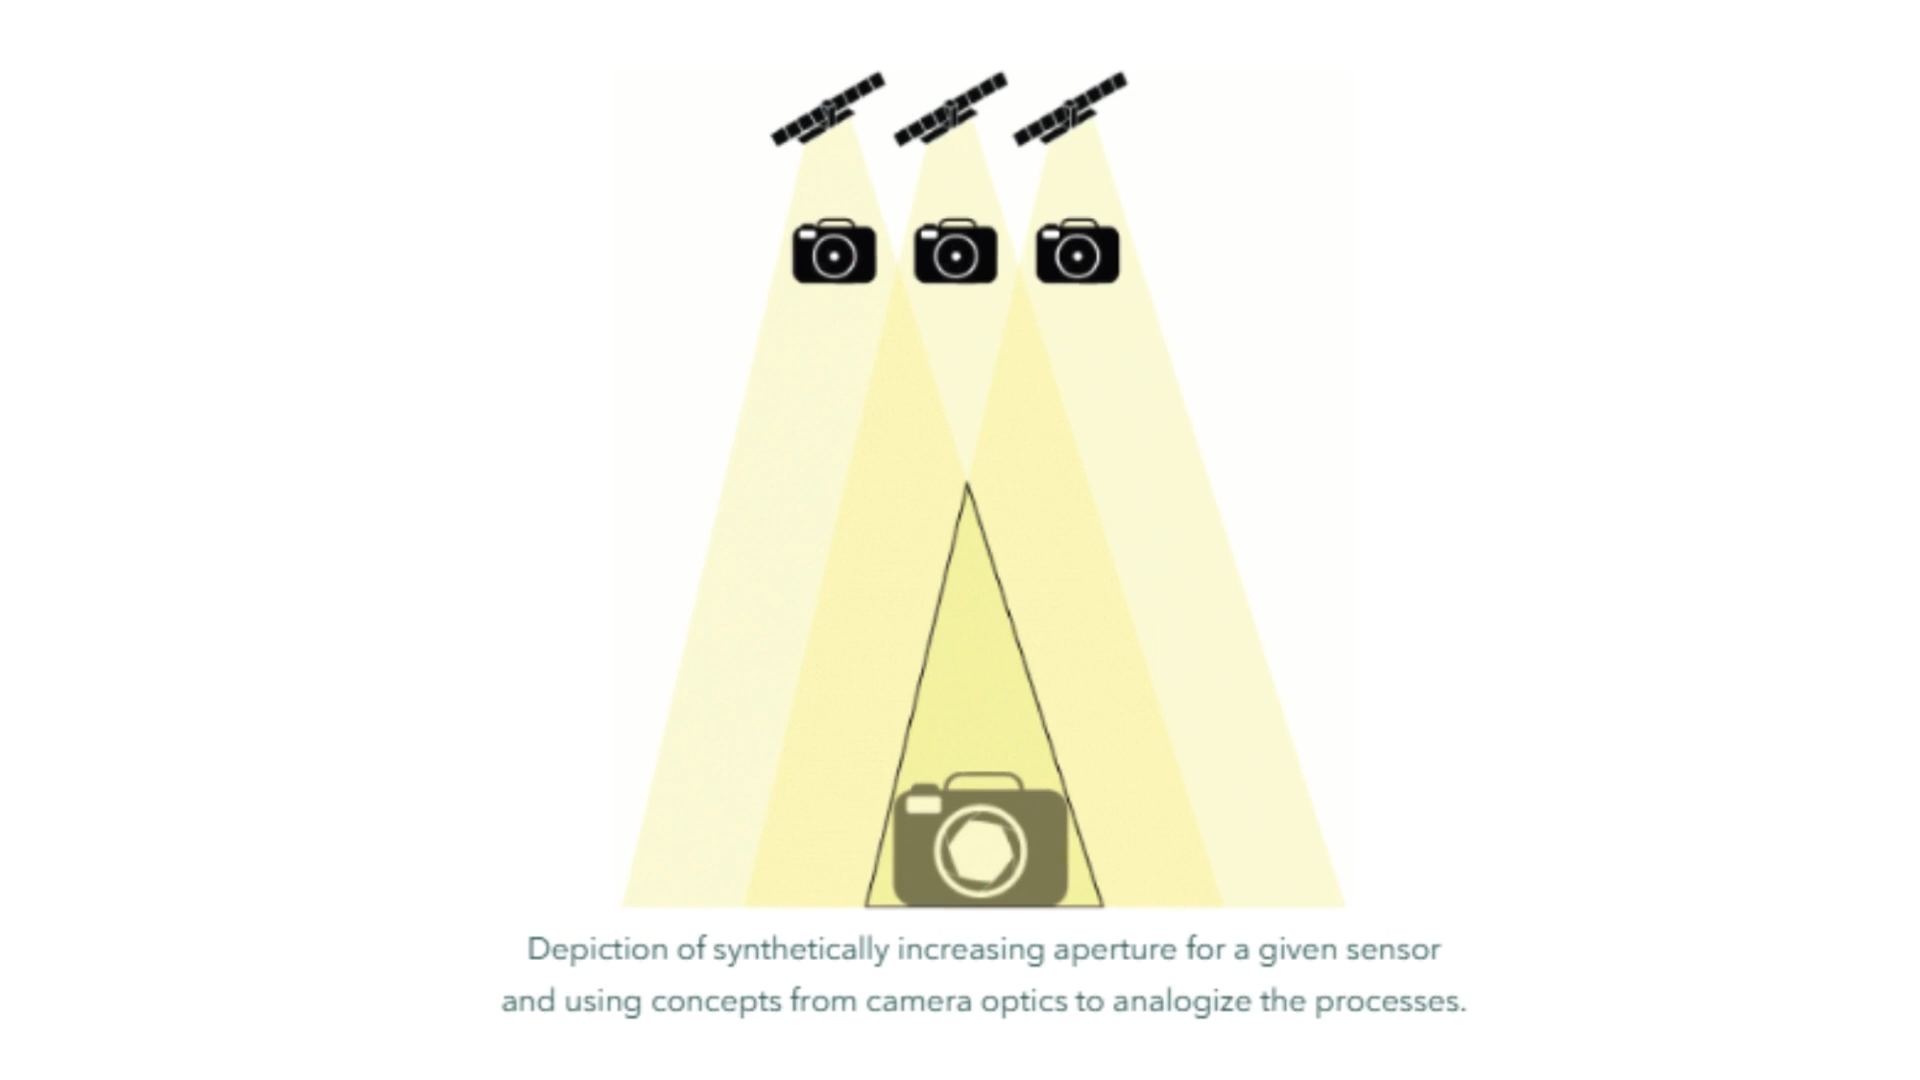 Depiction of synthetically increasing aperture for a given sensor
and using concepts from camera optics to analogize the processes.